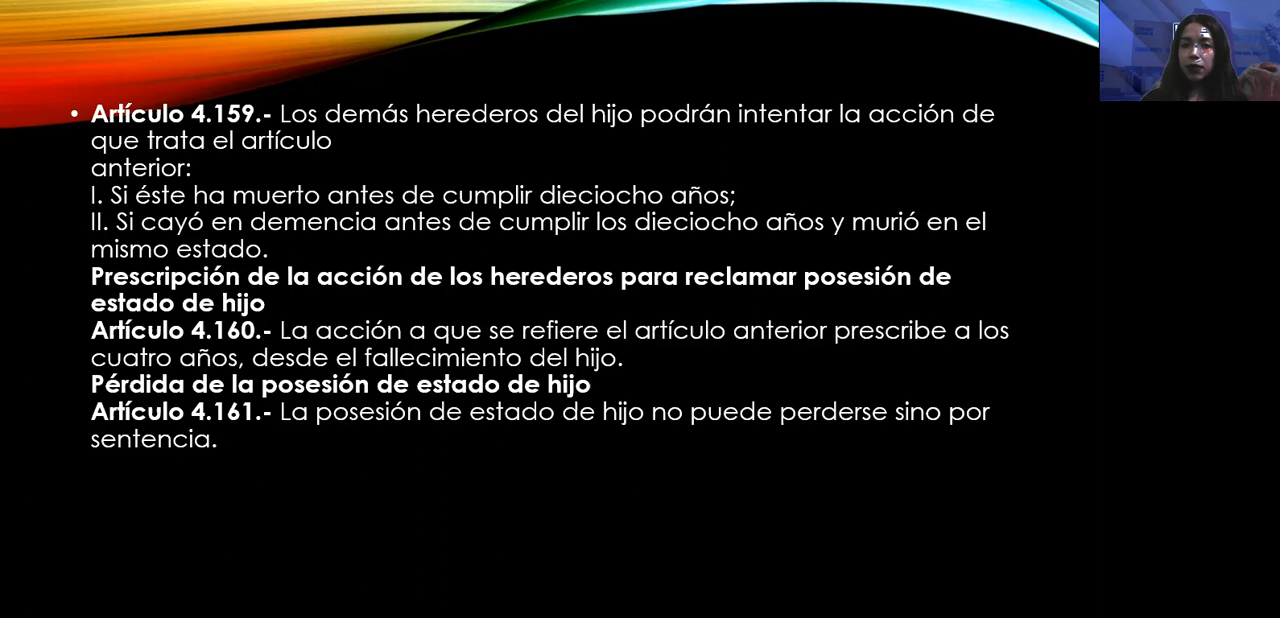 • Artículo 4.159.- Los demás herederos del hijo podrán intentar la acción de
que trata el artículo
anterior:
I. Si éste ha muerto antes de cumplir dieciocho años;
II. Si cayó en demencia antes de cumplir los dieciocho años y murió en el
mismo estado.
Prescripción de la acción de los herederos para reclamar posesión de
estado de hijo
Artículo 4.160.- La acción a que se refiere el artículo anterior prescribe a los
cuatro años, desde el fallecimiento del hijo.
Pérdida de la posesión de estado de hijo
Artículo 4.161.- La posesión de estado de hijo no puede perderse sino por
sentencia.